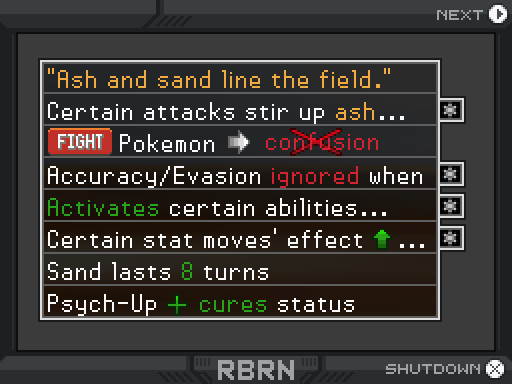 NEXT
"Ash and sand line the field."
Certain attacks stir up ash...
FIGHT Pokemon confusion
Accuracy/Evasion ignored when
Activates certain abilities...
Certain stat moves' effect ...
Sand lasts 8 turns
Psych-Up + cures status
RBRN
SHUTDOWN